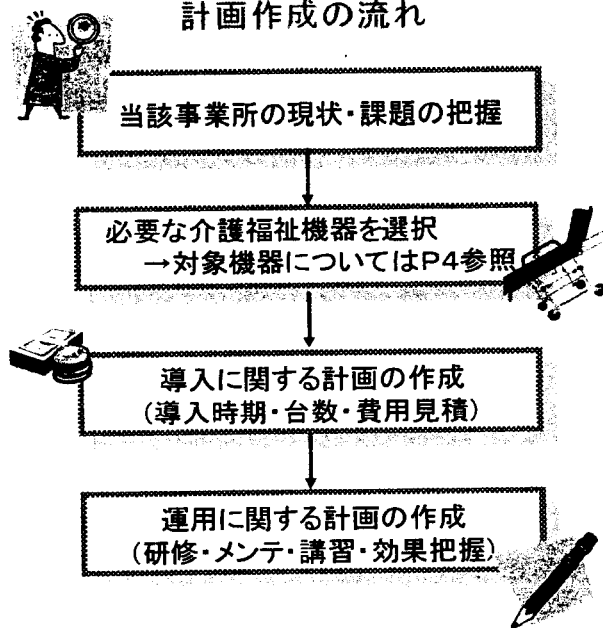 計画作成の流れ
当該事業所の現状・課題の把握
必要な介護福祉機器を選択
→対象機器についてはP4参照
導入に関する計画の作成
(導入時期・台数・費用見積)
運用に関する計画の作成
(研修・メンテ・講習・効果把握)